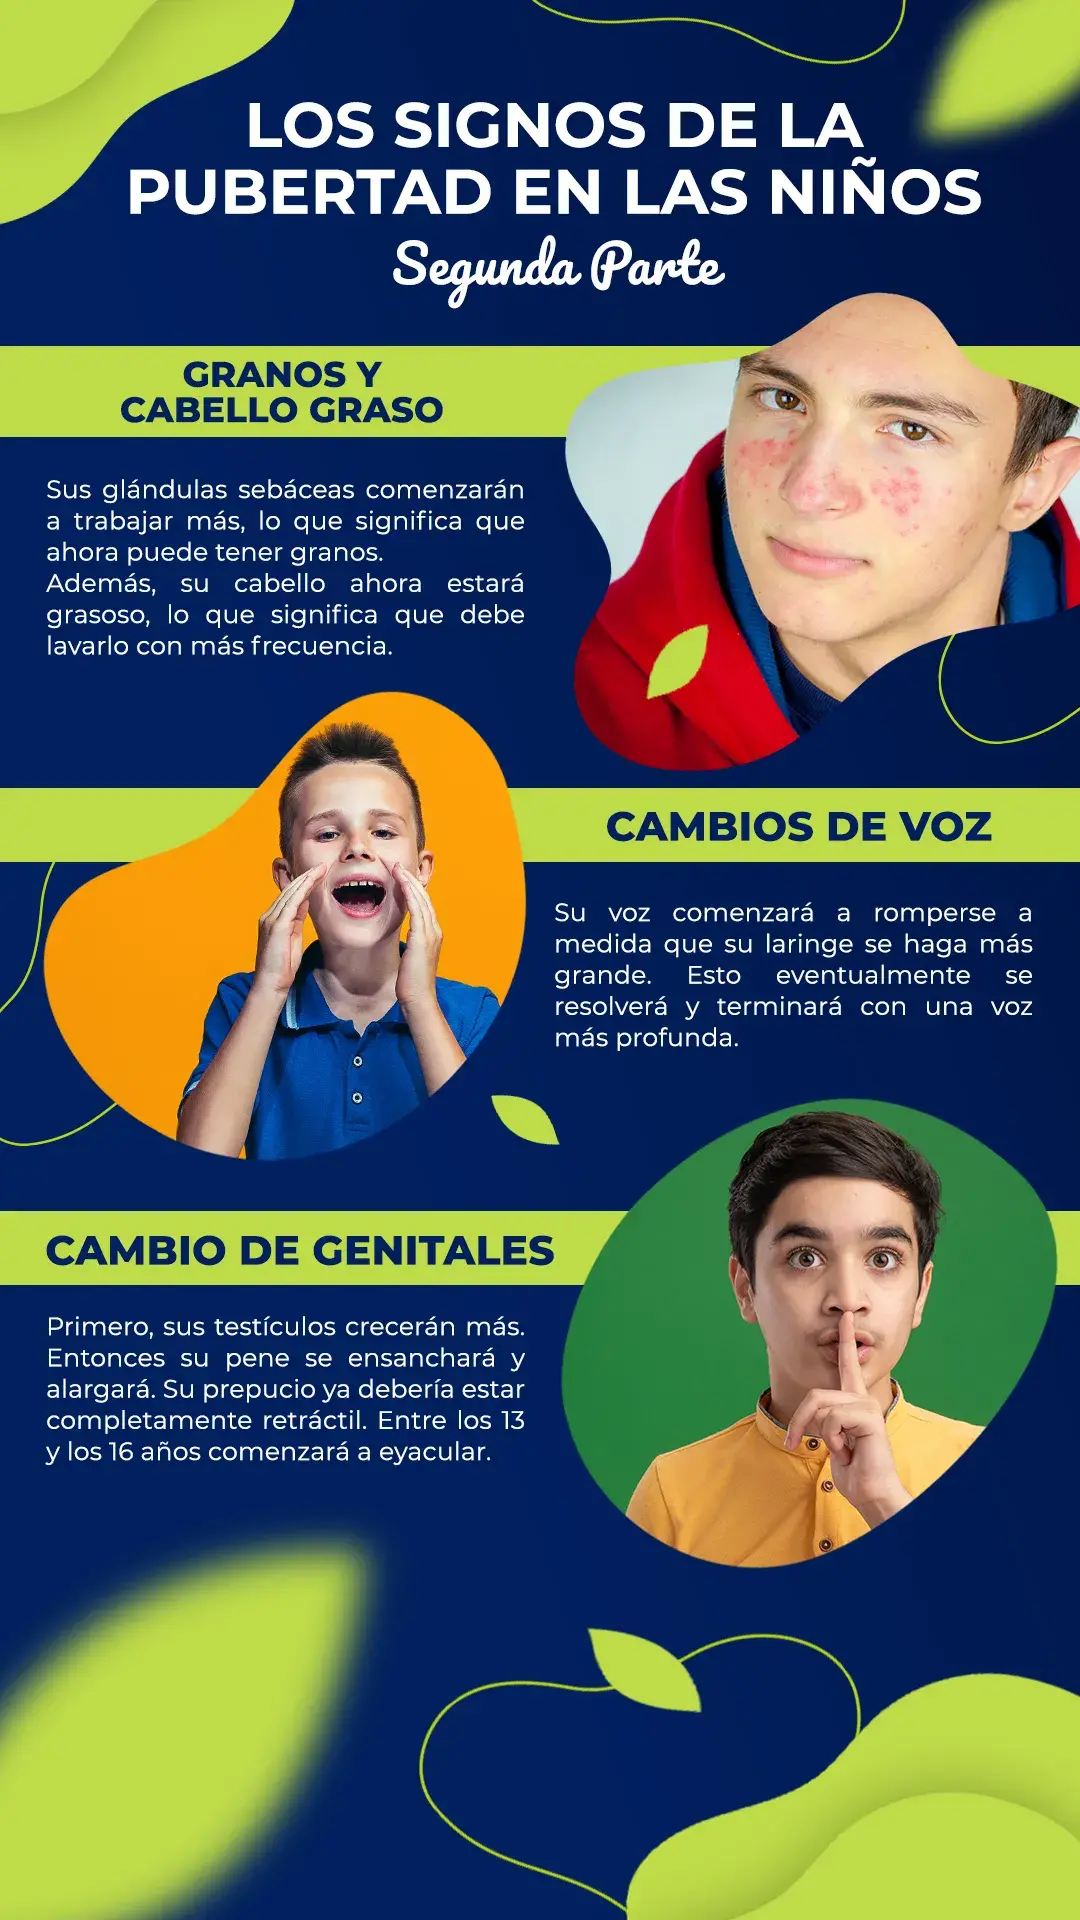 LOS SIGNOS DE LA
PUBERTAD EN LAS NIÑOS
Segunda Parte
GRANOS Y
CABELLO GRASO
Sus glándulas sebáceas comenzarán
a trabajar más, lo que significa que
ahora puede tener granos.
Además, su cabello ahora estará
grasoso, lo que significa que debe
lavarlo con más frecuencia.
CAMBIOS DE VOZ
Su voz comenzará a romperse a
medida que su laringe se haga más
grande. Esto eventualmente se
resolverá y terminará con una voz
más profunda.
CAMBIO DE GENITALES
Primero, sus testículos crecerán más.
Entonces su pene se ensanchará y
alargará. Su prepucio ya debería estar
completamente retráctil. Entre los 13
y los 16 años comenzará a eyacular.